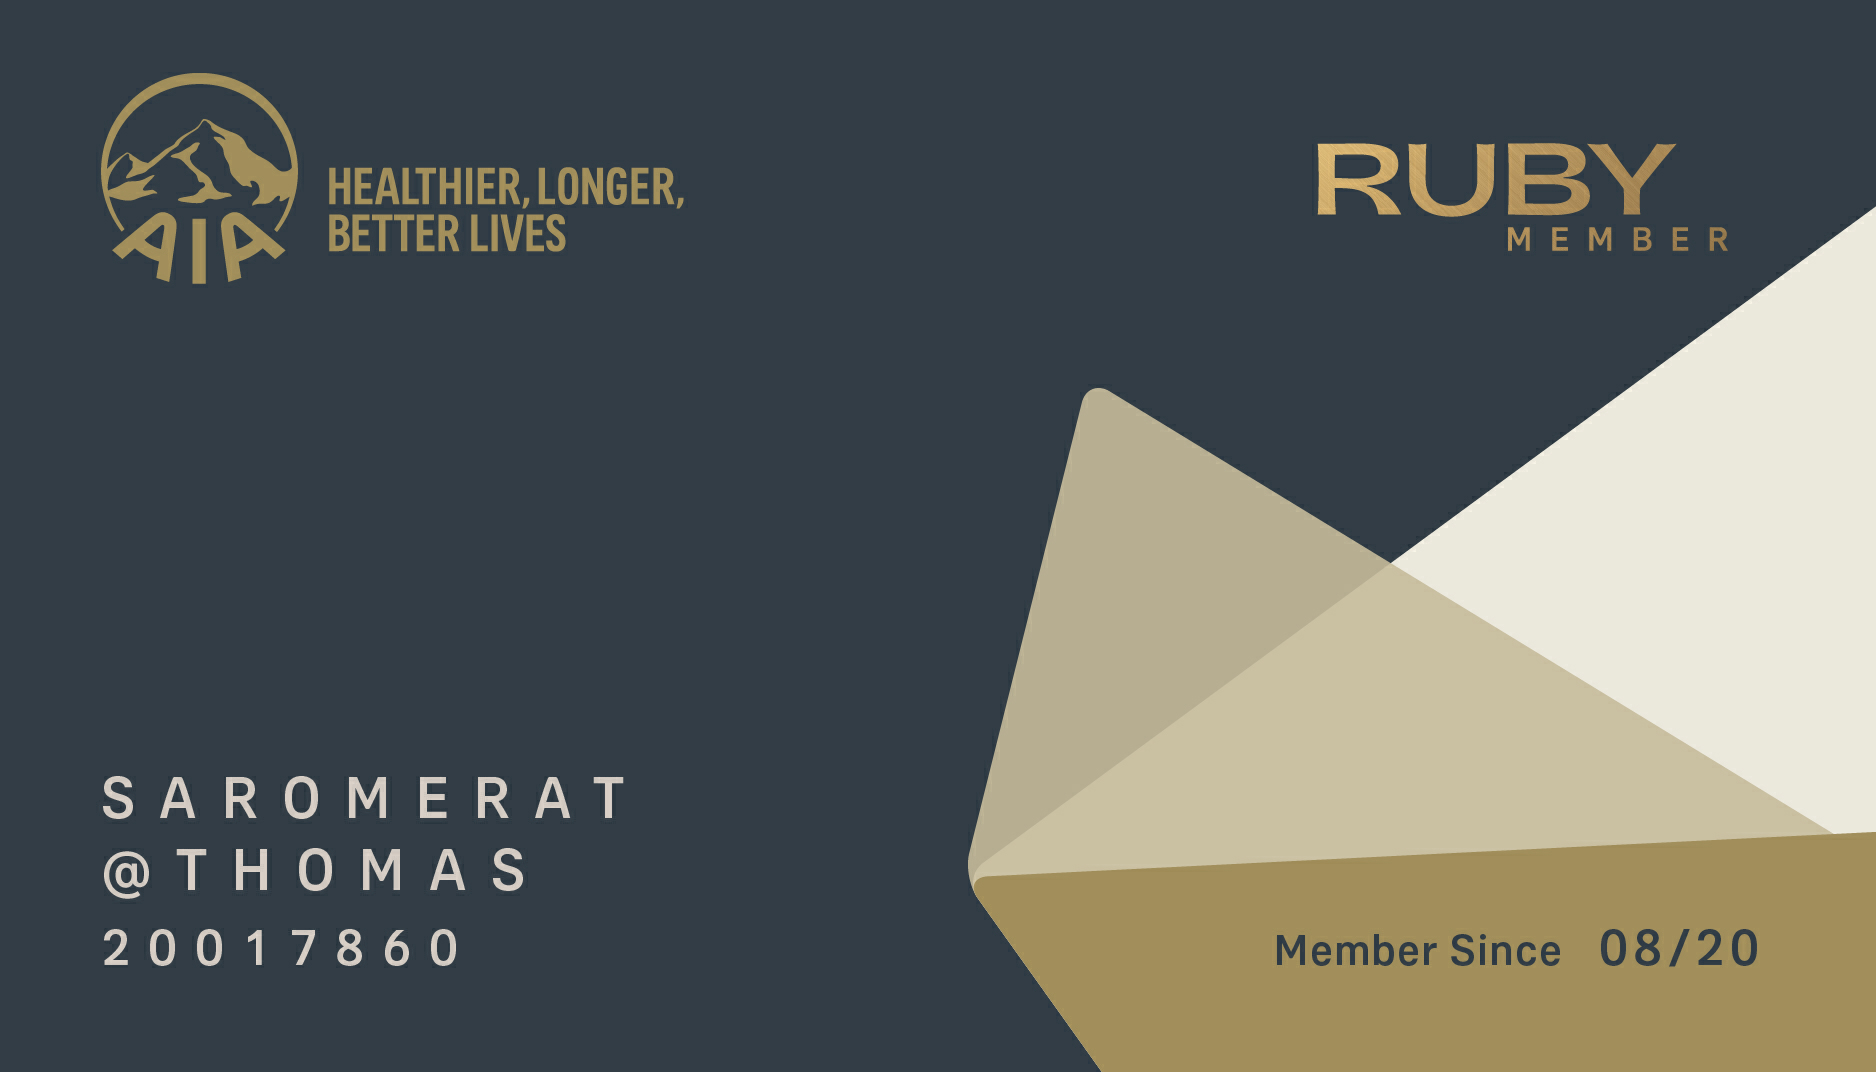 AIA
HEALTHIER, LONGER,
BETTER LIVES
RUBY
MEMBER
SAROMERAT
@THOMAS
20017860
Member Since 08/20